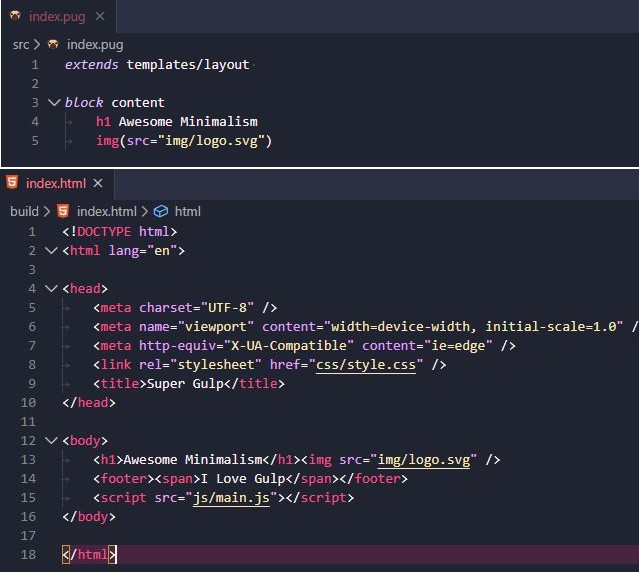 index.pug ×
src > index.pug
1 extends templates/layout
2
3 block content
4 h1 Awesome Minimalism
5 img(src="img/logo.svg")
index.html ×
build > index.html > html
1 <!DOCTYPE html>
2 <html lang="en">
3
4 <head>
5 <meta charset="UTF-8" />
6 <meta name="viewport" content="width=device-width, initial-scale=1.0" /
7 <meta http-equiv="X-UA-Compatible" content="ie=edge" />
8 <link rel="stylesheet" href="css/style.css" />
9 <title>Super Gulp</title>
10 </head>
11
12 <body>
13 <h1>Awesome Minimalism</h1><img src="img/logo.svg" />
14 <footer><span>I Love Gulp</span></footer>
15 <script src="js/main.js"></script>
16 </body>
17
18 </html>